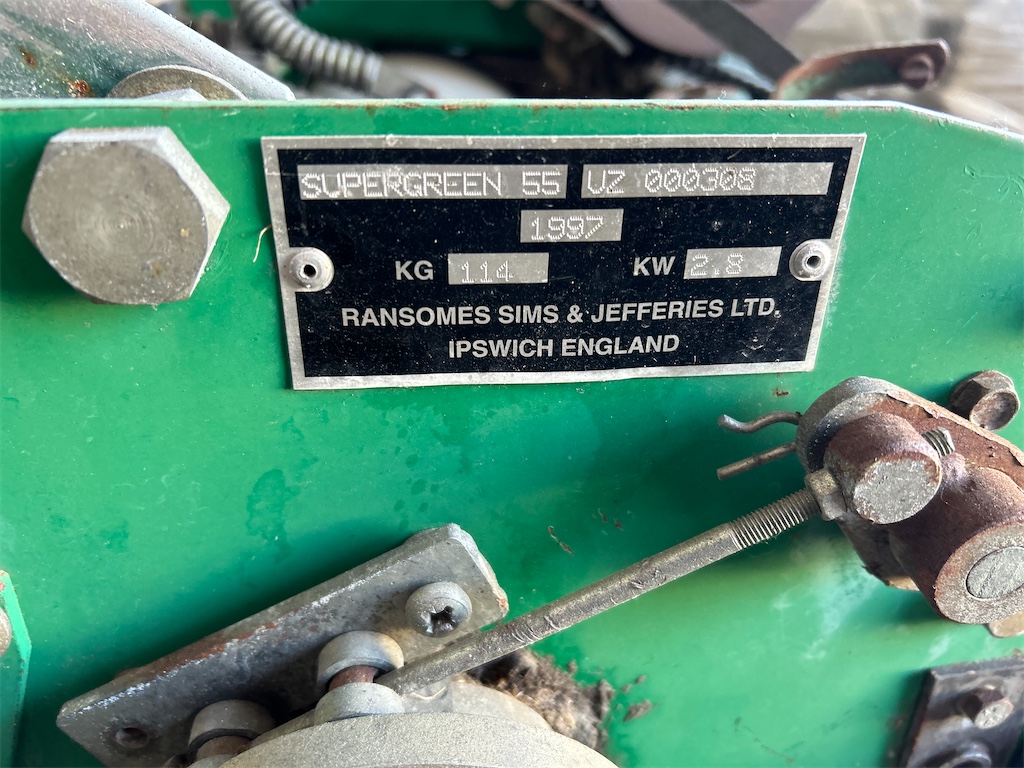 SUPERGREEN 55 UZ 000308
1997
KG 114 KW 2.8
RANSOMES SIMS & JEFFERIES LTD.
IPSWICH ENGLAND